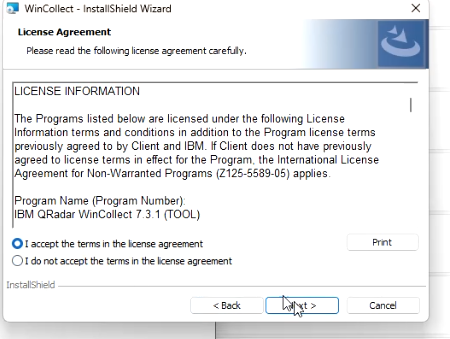 WinCollect - InstallShield Wizard
License Agreement
Please read the following license agreement carefully.
LICENSE INFORMATION
The Programs listed below are licensed under the following License
Information terms and conditions in addition to the Program license terms
previously agreed to by Client and IBM. If Client does not have previously
agreed to license terms in effect for the Program, the International License
Agreement for Non-Warranted Programs (Z125-5589-05) applies.
Program Name (Program Number):
IBM QRadar WinCollect 7.3.1 (TOOL)
I accept the terms in the license agreement
Print
I do not accept the terms in the license agreement
InstallShield
< Back
Next >
Cancel